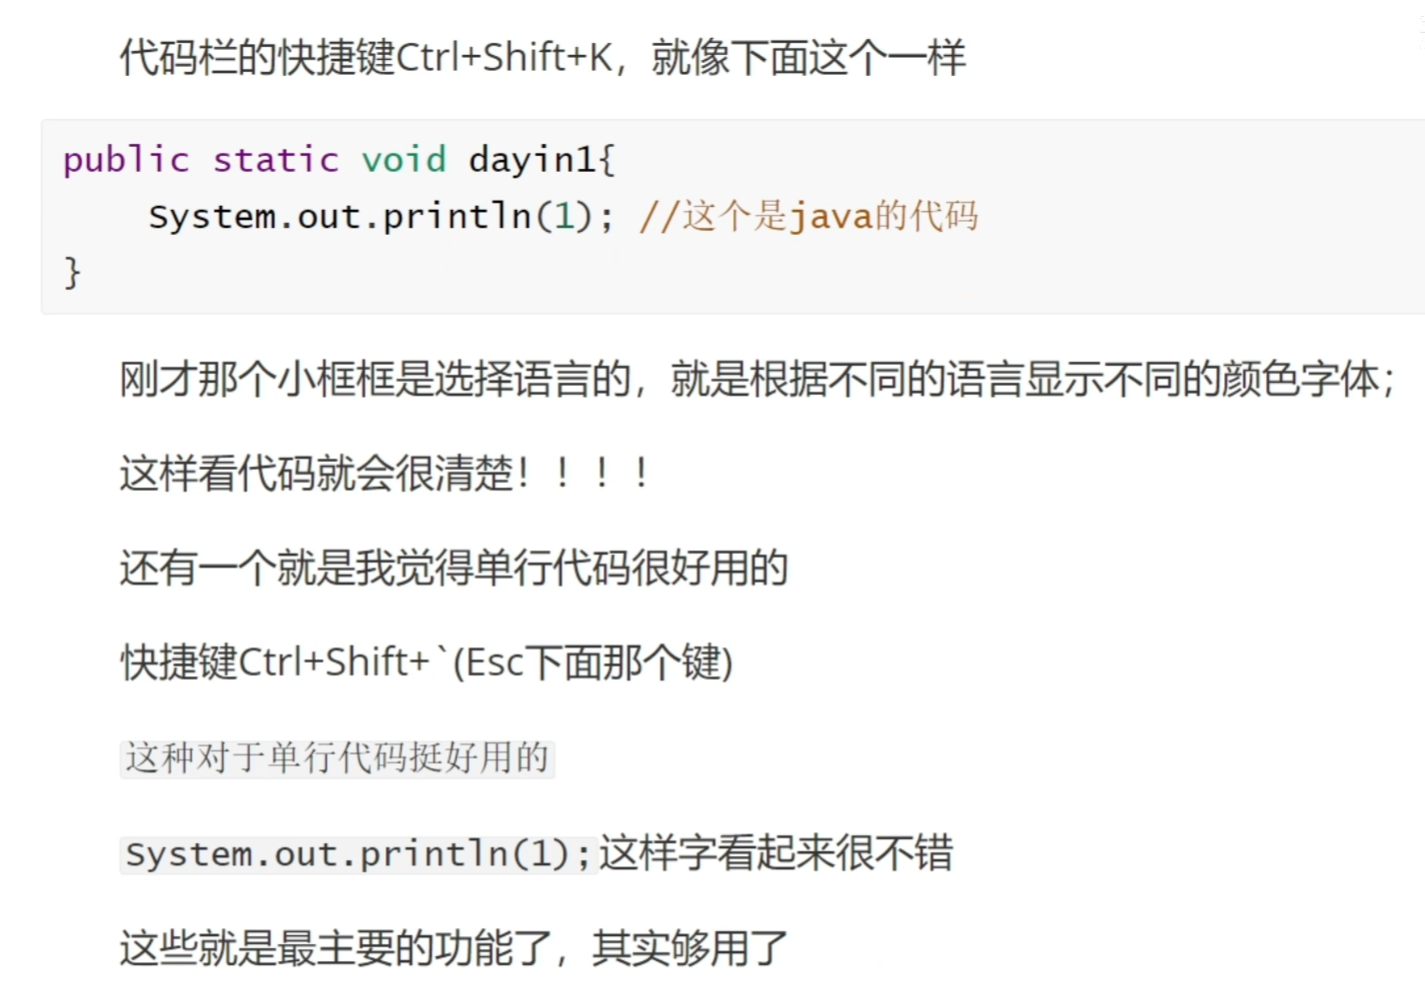 代码栏的快捷键Ctrl+Shift+K，就像下面这个一样
public static void dayin1{
    System.out.println(1); //这个是java的代码
}
刚才那个小框框是选择语言的，就是根据不同的语言显示不同的颜色字体；
这样看代码就会很清楚！！！！
还有一个就是我觉得单行代码很好用的
快捷键Ctrl+Shift+`(Esc下面那个键)
这种对于单行代码挺好用的
System.out.println(1);这样字看起来很不错
这些就是最主要的功能了，其实够用了